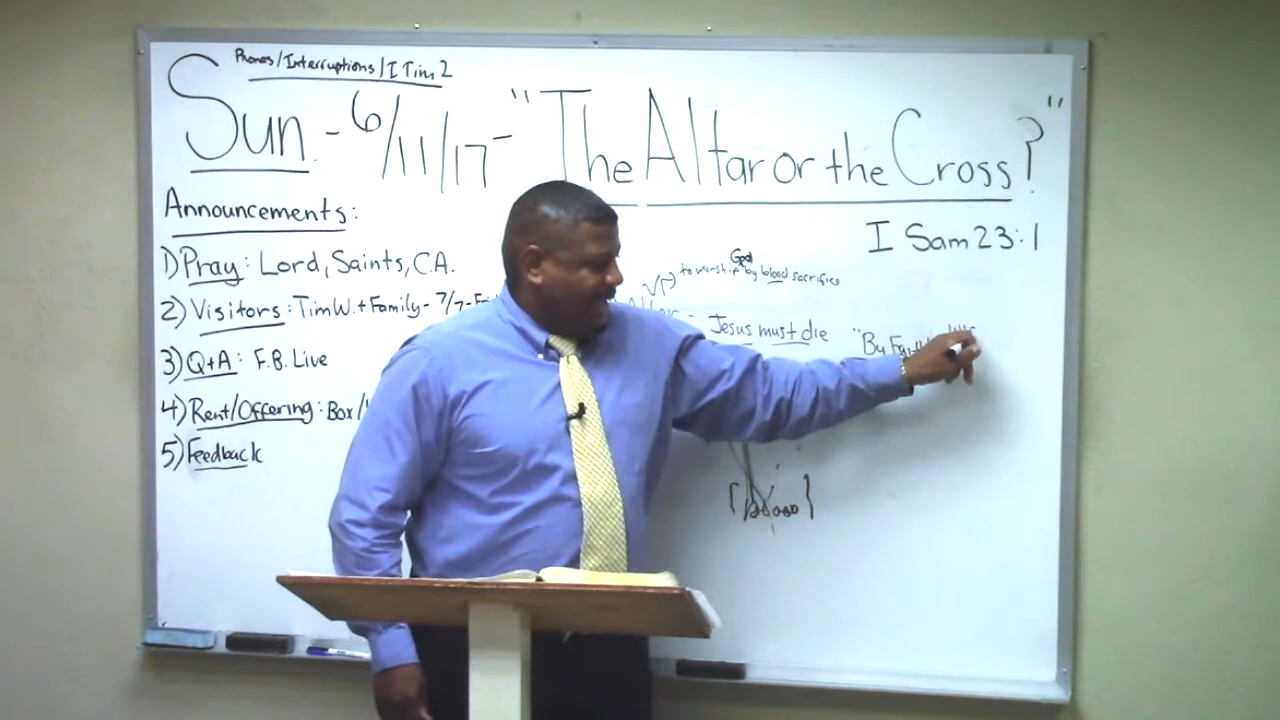 Phones/Interruptions/I Tim 2
Sun - 6/11/17 - "The Altar or the Cross?"
Announcements:
I Sam 23:1
1) Pray: Lord, Saints, C.A.
to worship God by blood sacrifice
2) Visitors: Tim W. + Family - 7/7 -
Jesus must die
"By Faith
3) Q+A: F.B. Live
4) Rent/Offering: Box/
5) Feedback